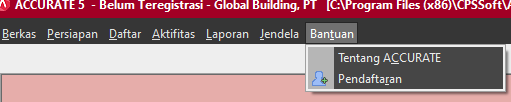 ACCURATE 5 - Belum Teregistrasi - Global Building, PT [C:\Program Files (x86)\CPSSoft\A
Berkas Persiapan Daftar Aktifitas Laporan Jendela Bantuan
Tentang ACCURATE
Pendaftaran